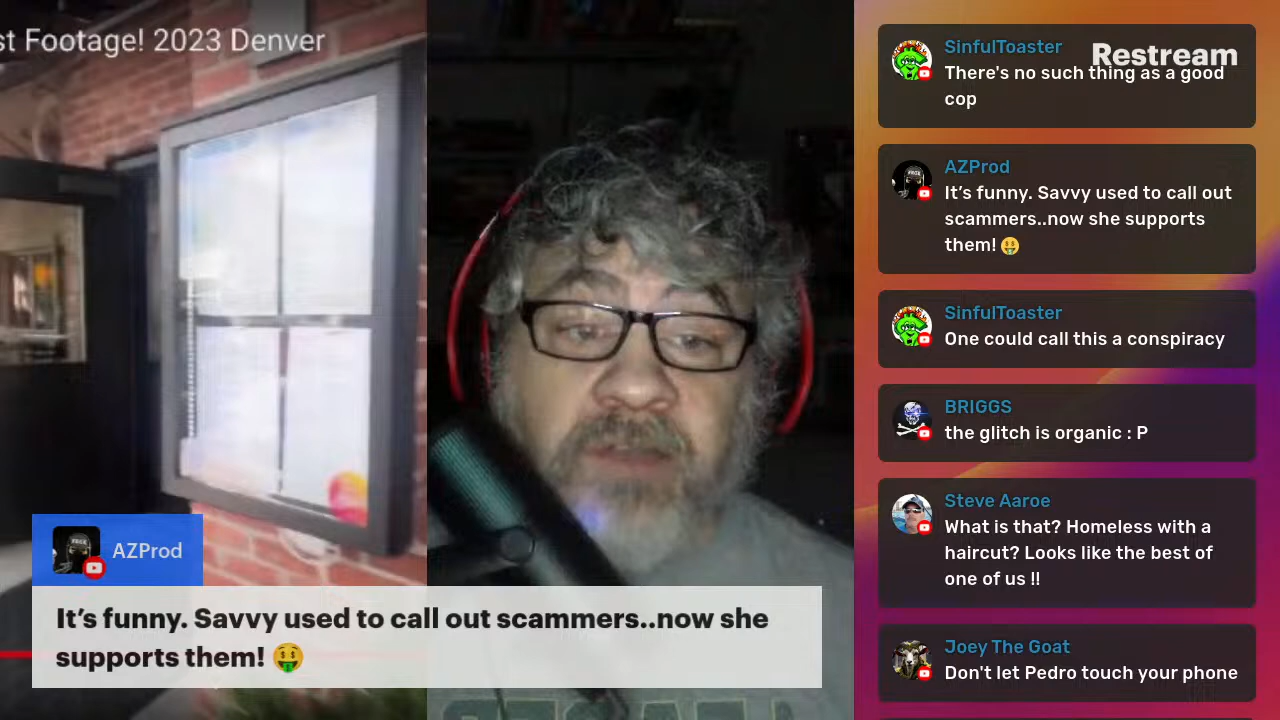 st Footage! 2023 Denver
AZProd
It's funny. Savvy used to call out scammers..now she
supports them! 🤑
Restream
SinfulToaster
There's no such thing as a good
cop
AZProd
It's funny. Savvy used to call out
scammers..now she supports
them! 🤑
SinfulToaster
One could call this a conspiracy
BRIGGS
the glitch is organic : P
Steve Aaroe
What is that? Homeless with a
haircut? Looks like the best of
one of us !!
Joey The Goat
Don't let Pedro touch your phone